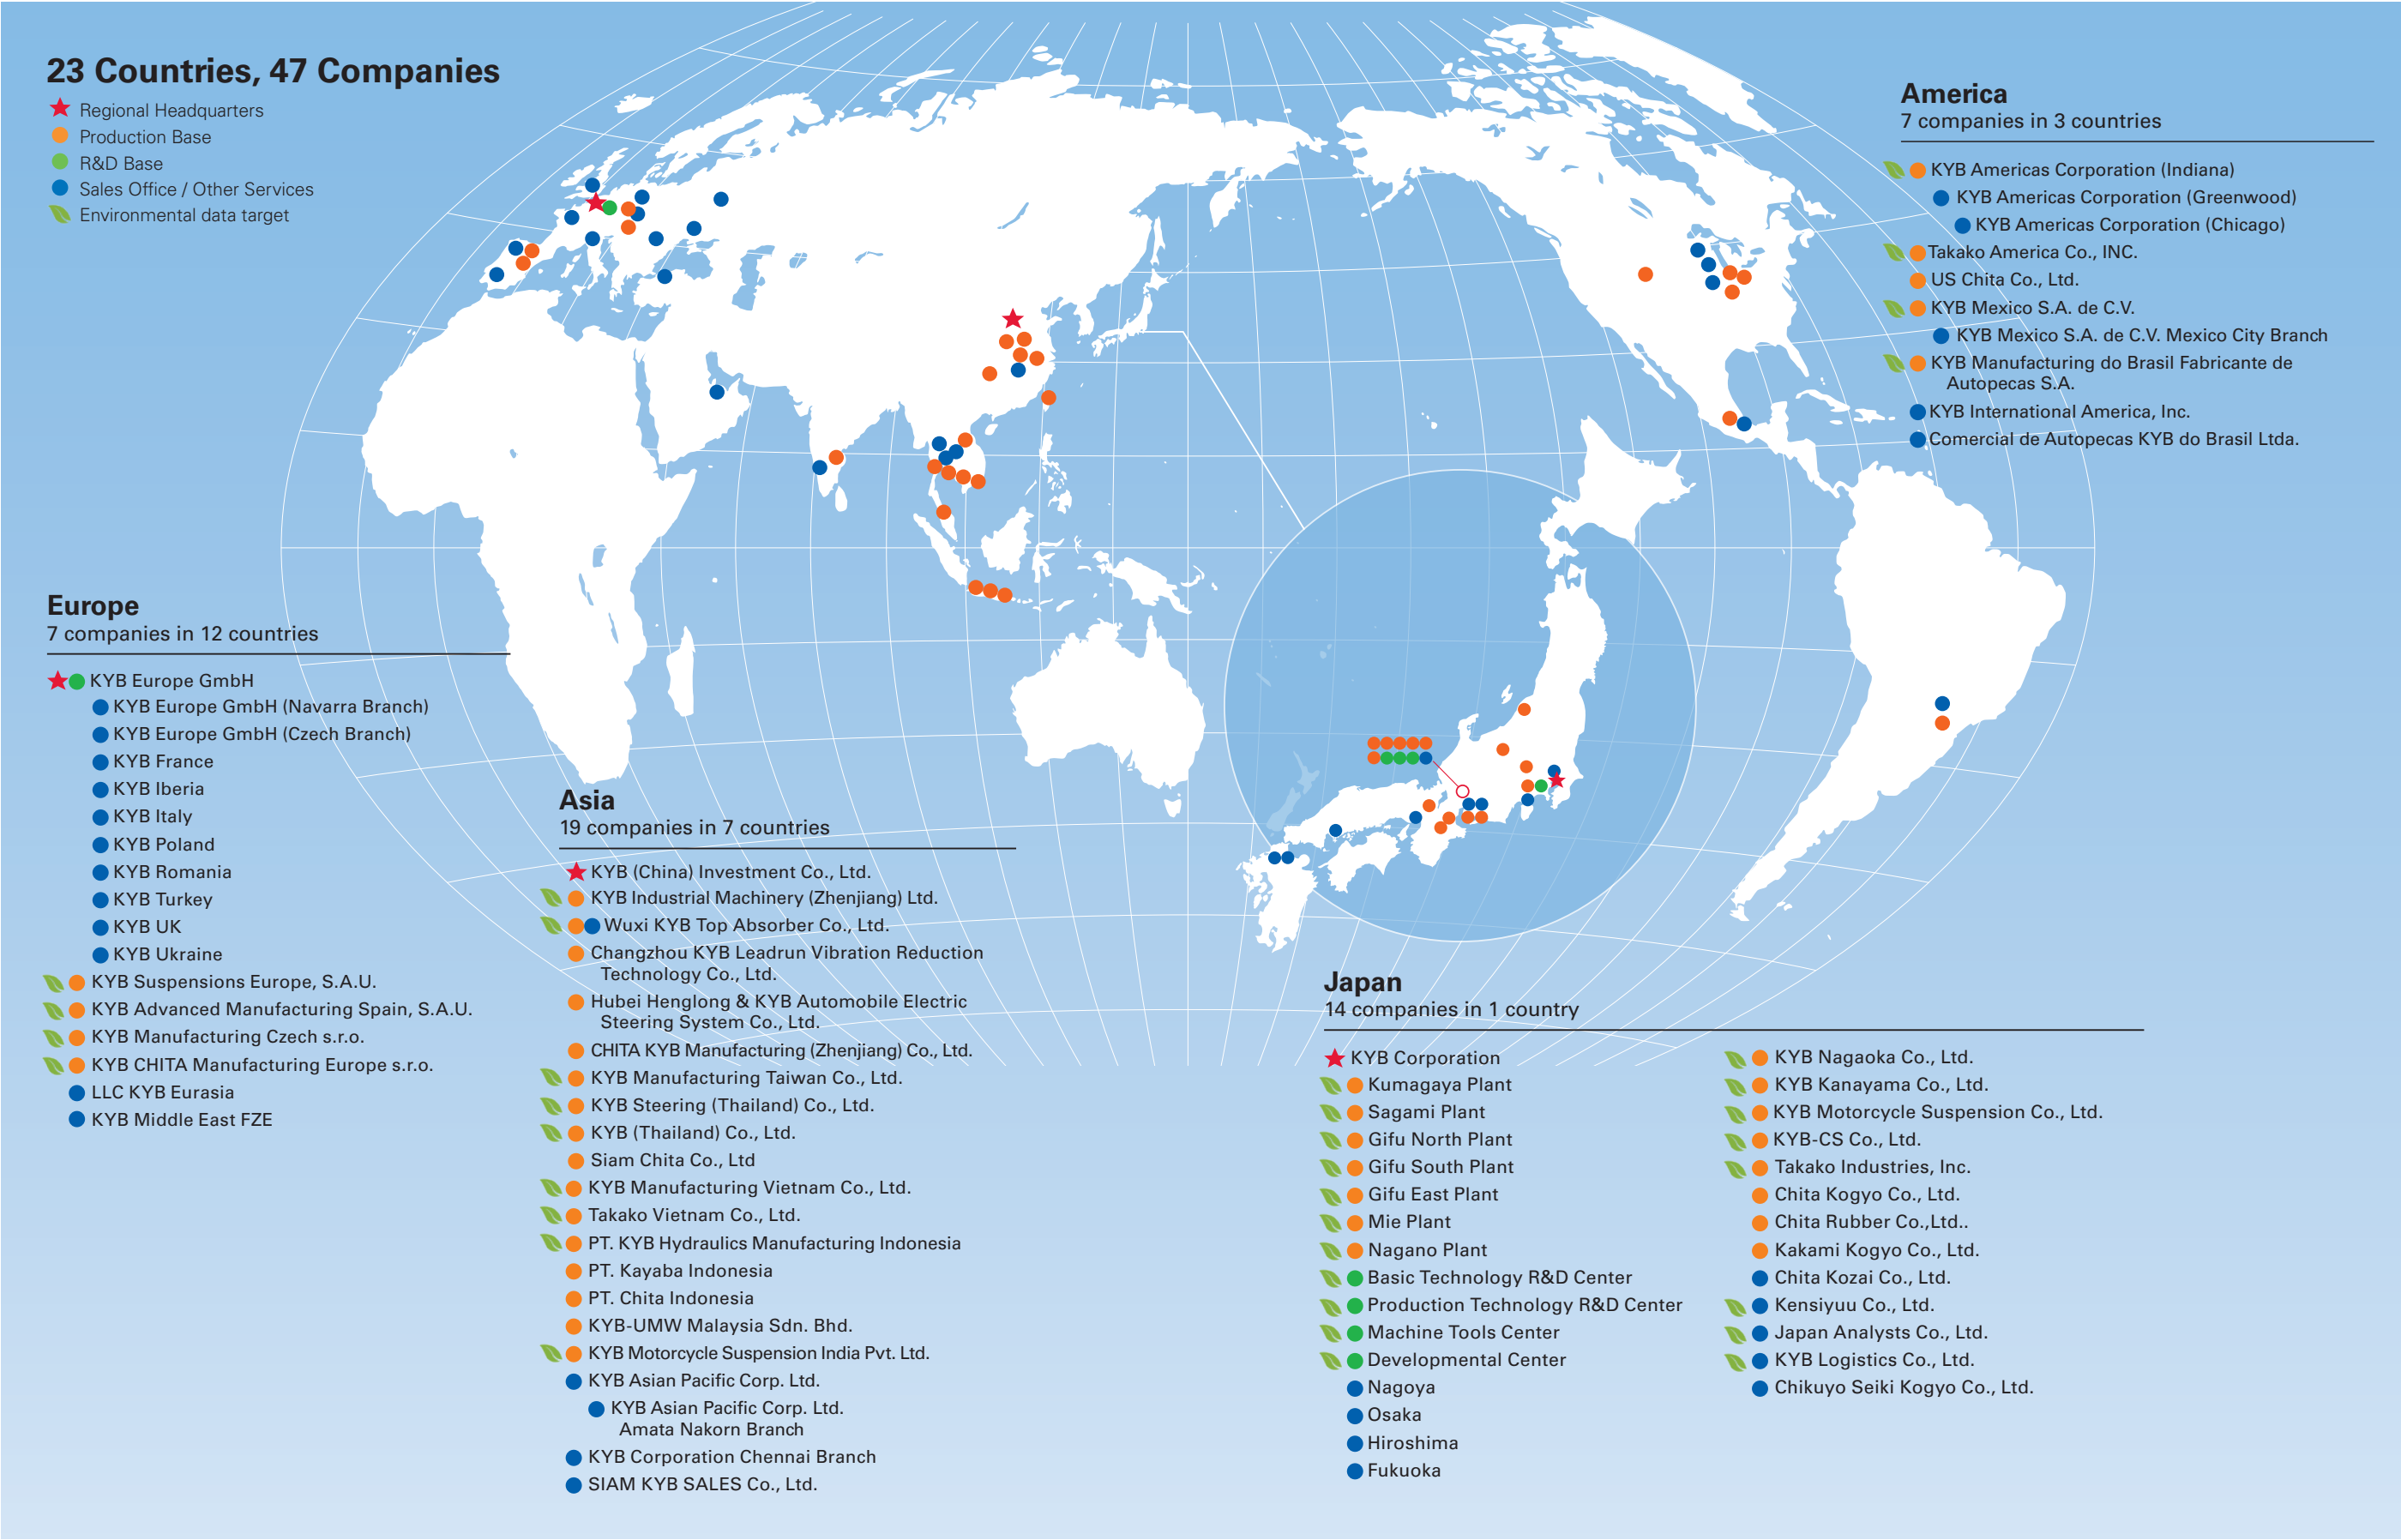 23 Countries, 47 Companies
Regional Headquarters
Production Base
R&D Base
Sales Office / Other Services
Environmental data target
America
7 companies in 3 countries
KYB Americas Corporation (Indiana)
KYB Americas Corporation (Greenwood)
KYB Americas Corporation (Chicago)
Takako America Co., INC.
US Chita Co., Ltd.
KYB Mexico S.A. de C.V.
KYB Mexico S.A. de C.V. Mexico City Branch
KYB Manufacturing do Brasil Fabricante de
Autopecas S.A.
KYB International America, Inc.
Comercial de Autopecas KYB do Brasil Ltda.
Europe
7 companies in 12 countries
KYB Europe GmbH
KYB Europe GmbH (Navarra Branch)
KYB Europe GmbH (Czech Branch)
KYB France
KYB Iberia
KYB Italy
KYB Poland
KYB Romania
KYB Turkey
KYB UK
KYB Ukraine
KYB Suspensions Europe, S.A.U.
KYB Advanced Manufacturing Spain, S.A.U.
KYB Manufacturing Czech s.r.o.
KYB CHITA Manufacturing Europe s.r.o.
LLC KYB Eurasia
KYB Middle East FZE
Asia
19 companies in 7 countries
KYB (China) Investment Co., Ltd.
KYB Industrial Machinery (Zhenjiang) Ltd.
Wuxi KYB Top Absorber Co., Ltd.
Changzhou KYB Leadrun Vibration Reduction
Technology Co., Ltd.
Hubei Henglong & KYB Automobile Electric
Steering System Co., Ltd.
CHITA KYB Manufacturing (Zhenjiang) Co., Ltd.
KYB Manufacturing Taiwan Co., Ltd.
KYB Steering (Thailand) Co., Ltd.
KYB (Thailand) Co., Ltd.
Siam Chita Co., Ltd
KYB Manufacturing Vietnam Co., Ltd.
Takako Vietnam Co., Ltd.
PT. KYB Hydraulics Manufacturing Indonesia
PT. Kayaba Indonesia
PT. Chita Indonesia
KYB-UMW Malaysia Sdn. Bhd.
KYB Motorcycle Suspension India Pvt. Ltd.
KYB Asian Pacific Corp. Ltd.
KYB Asian Pacific Corp. Ltd.
Amata Nakorn Branch
KYB Corporation Chennai Branch
SIAM KYB SALES Co., Ltd.
Japan
14 companies in 1 country
KYB Corporation
Kumagaya Plant
Sagami Plant
Gifu North Plant
Gifu South Plant
Gifu East Plant
Mie Plant
Nagano Plant
Basic Technology R&D Center
Production Technology R&D Center
Machine Tools Center
Developmental Center
Nagoya
Osaka
Hiroshima
Fukuoka
KYB Nagaoka Co., Ltd.
KYB Kanayama Co., Ltd.
KYB Motorcycle Suspension Co., Ltd.
KYB-CS Co., Ltd.
Takako Industries, Inc.
Chita Kogyo Co., Ltd.
Chita Rubber Co.,Ltd..
Kakami Kogyo Co., Ltd.
Chita Kozai Co., Ltd.
Kensiyuu Co., Ltd.
Japan Analysts Co., Ltd.
KYB Logistics Co., Ltd.
Chikuyo Seiki Kogyo Co., Ltd.